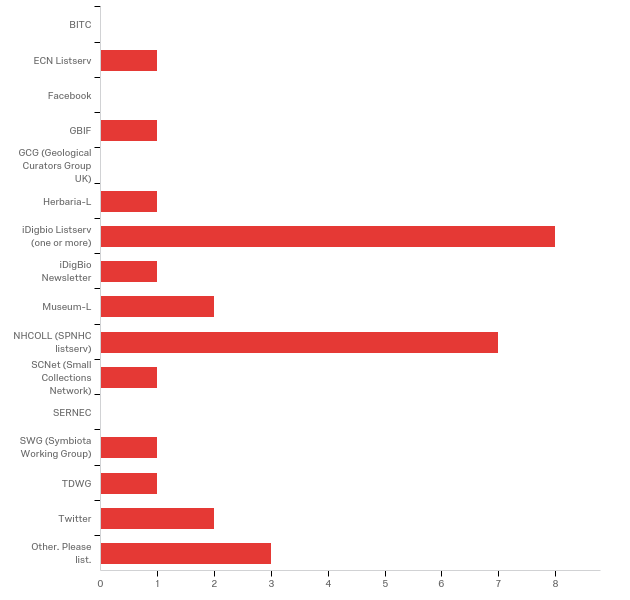 BITC
ECN Listserv
Facebook
GBIF
GCG (Geological
Curators Group
UK)
Herbaria-L
iDigbio Listserv
(one or more)
iDigBio
Newsletter
Museum-L
NHCOLL (SPNHC
listserv)
SCNet (Small
Collections
Network)
SERNEC
SWG (Symbiota
Working Group)
TDWG
Twitter
Other. Please
list.
0 1 2 3 4 5 6 7 8